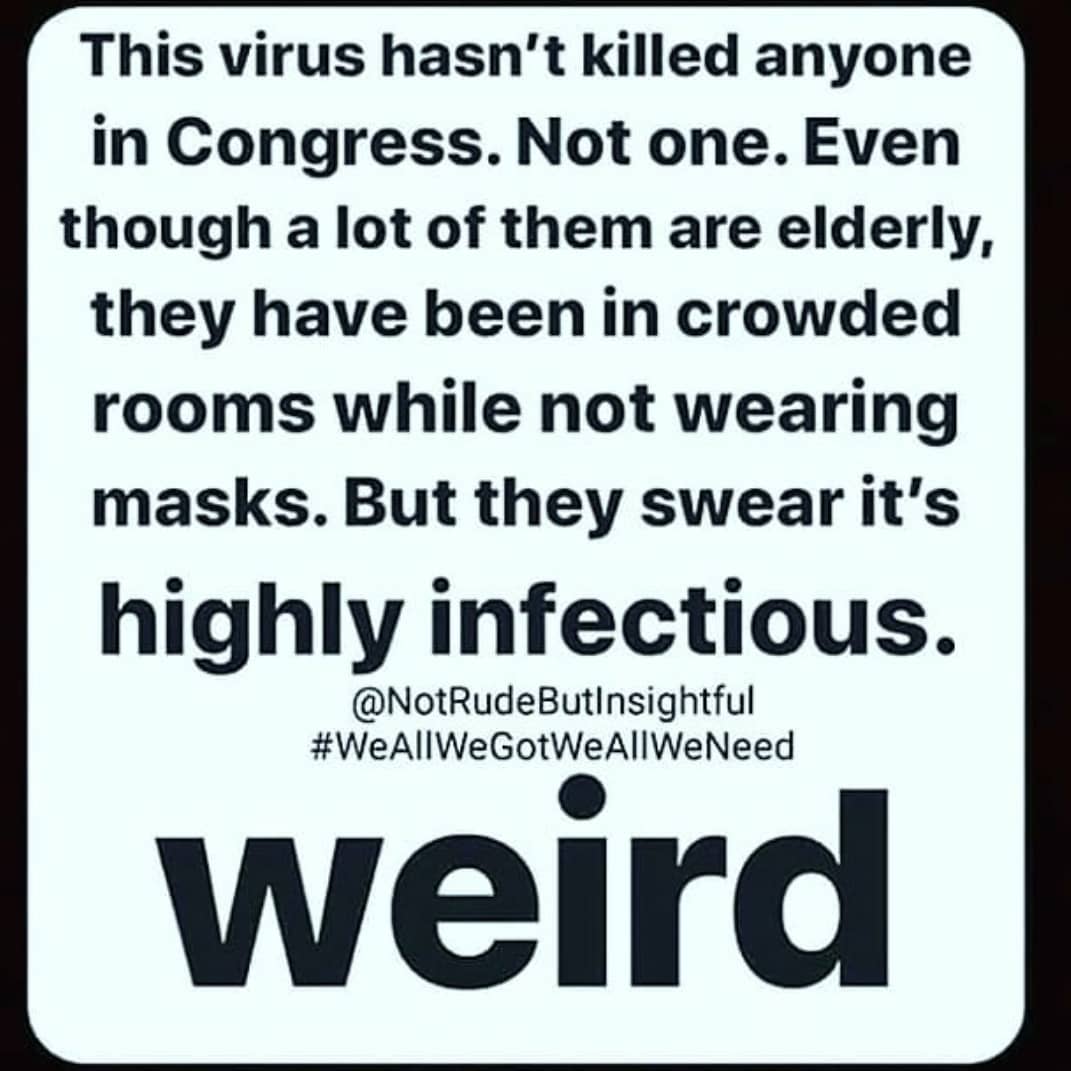 This virus hasn’t killed anyone
in Congress. Not one. Even
though a lot of them are elderly,
they have been in crowded
rooms while not wearing
masks. But they swear it’s
highly infectious.
@NotRudeButInsightful
#WeAllWeGotWeAllWeNeed
weird